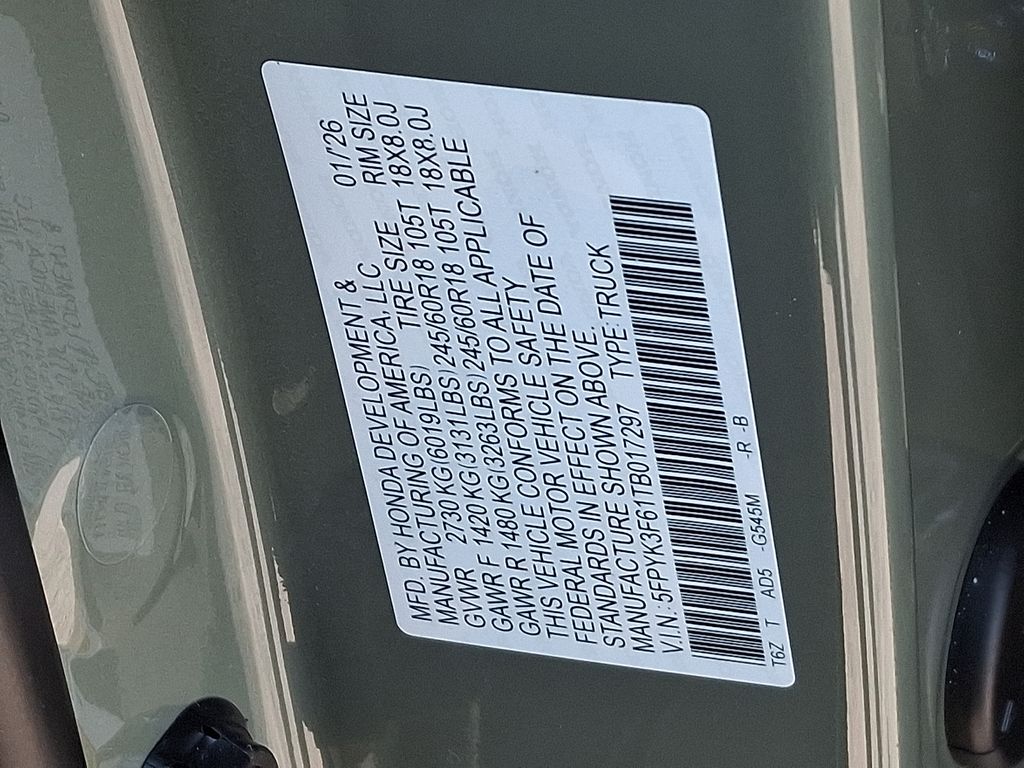 MFD. BY HONDA DEVELOPMENT & 01/'26
MANUFACTURING OF AMERICA, LLC
GVWR 2730 KG(6019LBS) TIRE SIZE RIM SIZE
GAWR F 1420 KG(3131LBS) 245/60R18 105T 18X8.0J
GAWR R 1480 KG(3263LBS) 245/60R18 105T 18X8.0J
THIS VEHICLE CONFORMS TO ALL APPLICABLE
FEDERAL MOTOR VEHICLE SAFETY
STANDARDS IN EFFECT ON THE DATE OF
MANUFACTURE SHOWN ABOVE.
V.I.N.: 5FPYK3F61TB017297 TYPE: TRUCK
T6Z T AD5 -G545M -R -B